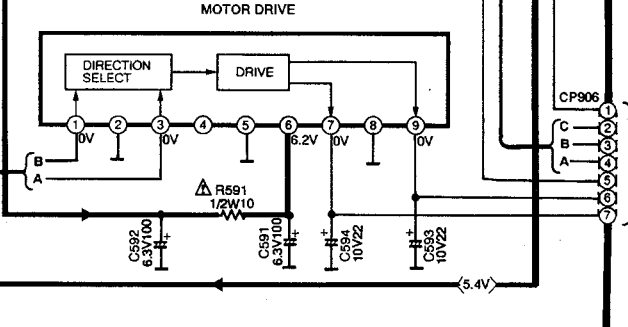 MOTOR DRIVE
DIRECTION
SELECT
DRIVE
CP906
1 2 3 4 5 6 7 8 9
0V 0V 6.2V 0V 0V
1
C 2
B 3
A 4
5
6
7
B
A
⚠ R591
1/2W10
C592
6.3V100
C591
6.3V100
C594
10V22
C593
10V22
5.4V